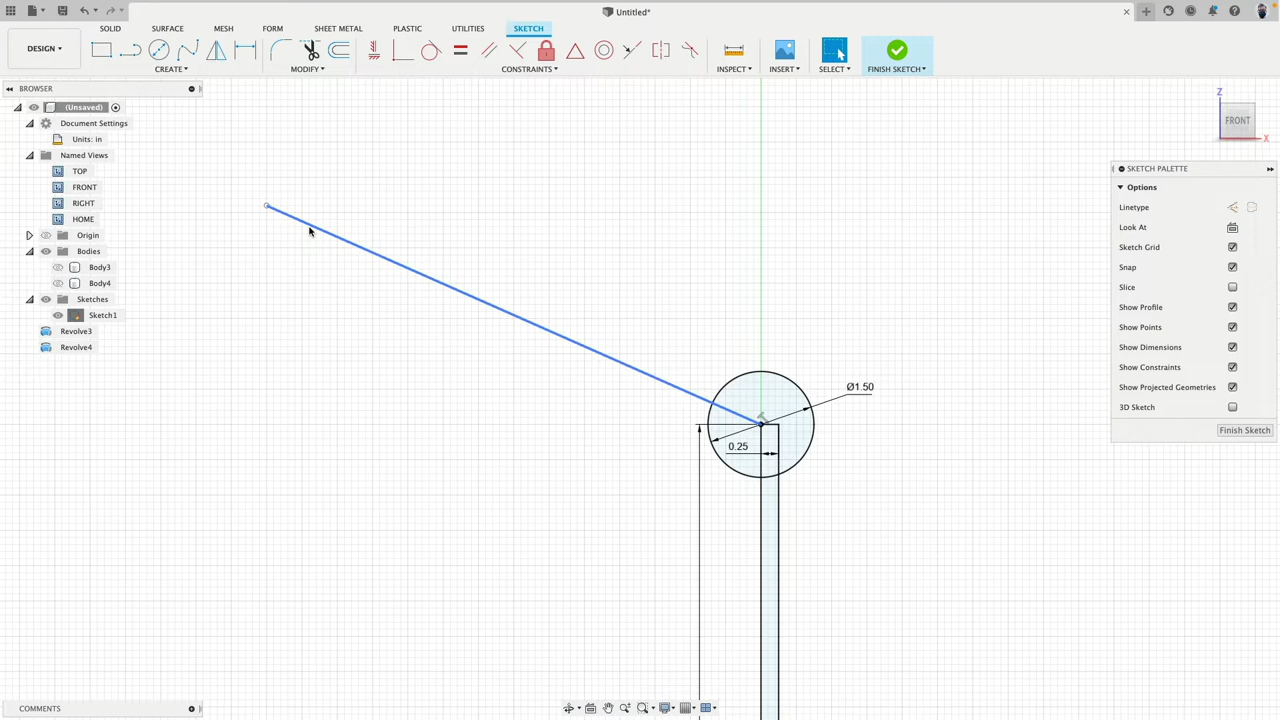 Untitled*
SOLID SURFACE MESH FORM SHEET METAL PLASTIC UTILITIES SKETCH
DESIGN
CREATE MODIFY CONSTRAINTS INSPECT INSERT SELECT FINISH SKETCH
BROWSER
(Unsaved)
Document Settings
Units: in
Named Views
TOP
FRONT
RIGHT
HOME
Origin
Bodies
Body3
Body4
Sketches
Sketch1
Revolve3
Revolve4
Z
FRONT
X
SKETCH PALETTE
Options
Linetype
Look At
Sketch Grid
Snap
Slice
Show Profile
Show Points
Show Dimensions
Show Constraints
Show Projected Geometries
3D Sketch
Finish Sketch
Ø1.50
0.25
COMMENTS